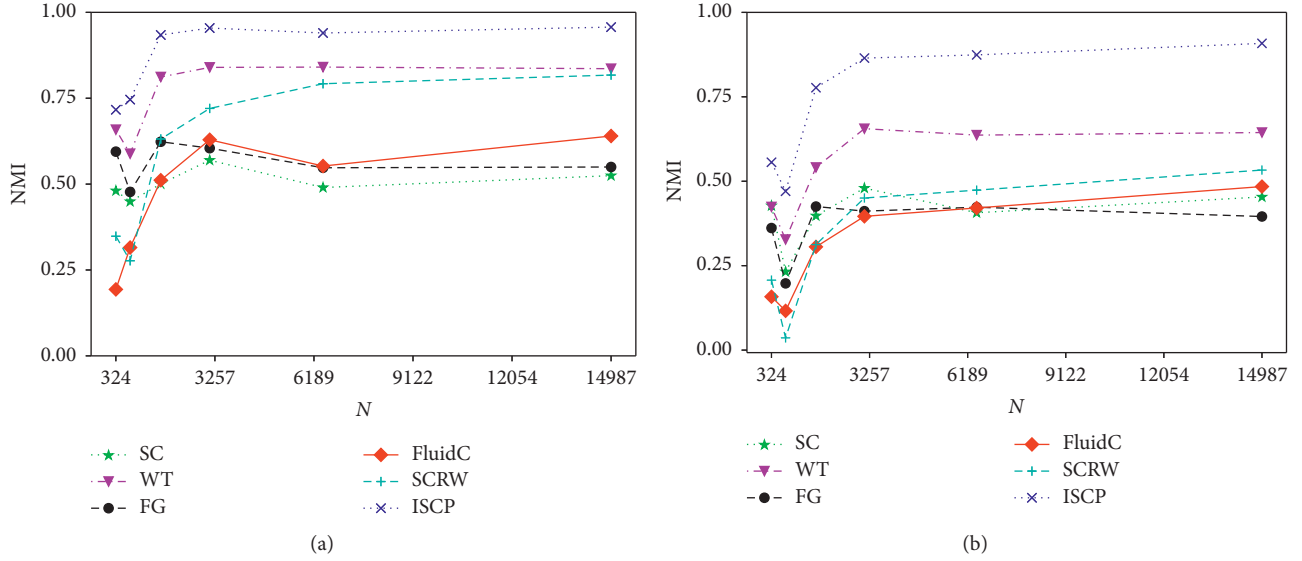 1.00
0.75
0.50
0.25
0.00
NMI
324 3257 6189 9122 12054 14987
N
SC
WT
FG
FluidC
SCRW
ISCP
(a)
1.00
0.75
0.50
0.25
0.00
NMI
324 3257 6189 9122 12054 14987
N
SC
WT
FG
FluidC
SCRW
ISCP
(b)